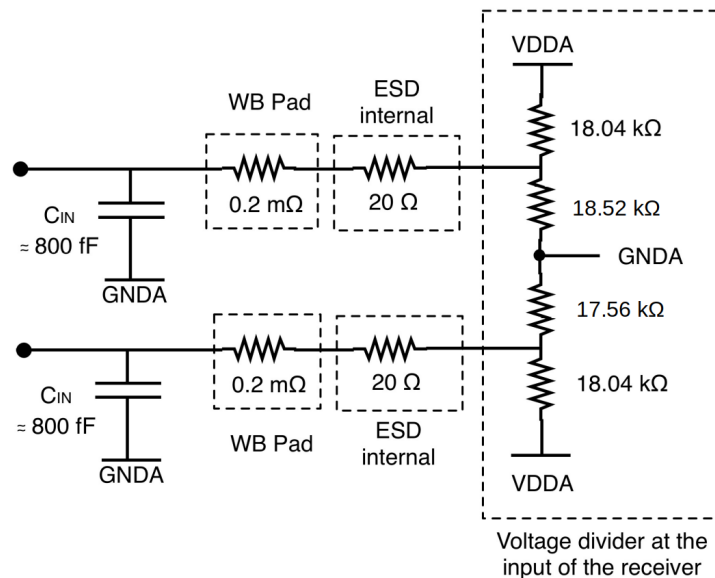 VDDA
ESD
internal
WB Pad
18.04 kΩ
0.2 mΩ
20 Ω
18.52 kΩ
CIN
≈ 800 fF
GNDA
GNDA
17.56 kΩ
0.2 mΩ
20 Ω
18.04 kΩ
CIN
≈ 800 fF
WB Pad
ESD
internal
GNDA
VDDA
Voltage divider at the
input of the receiver